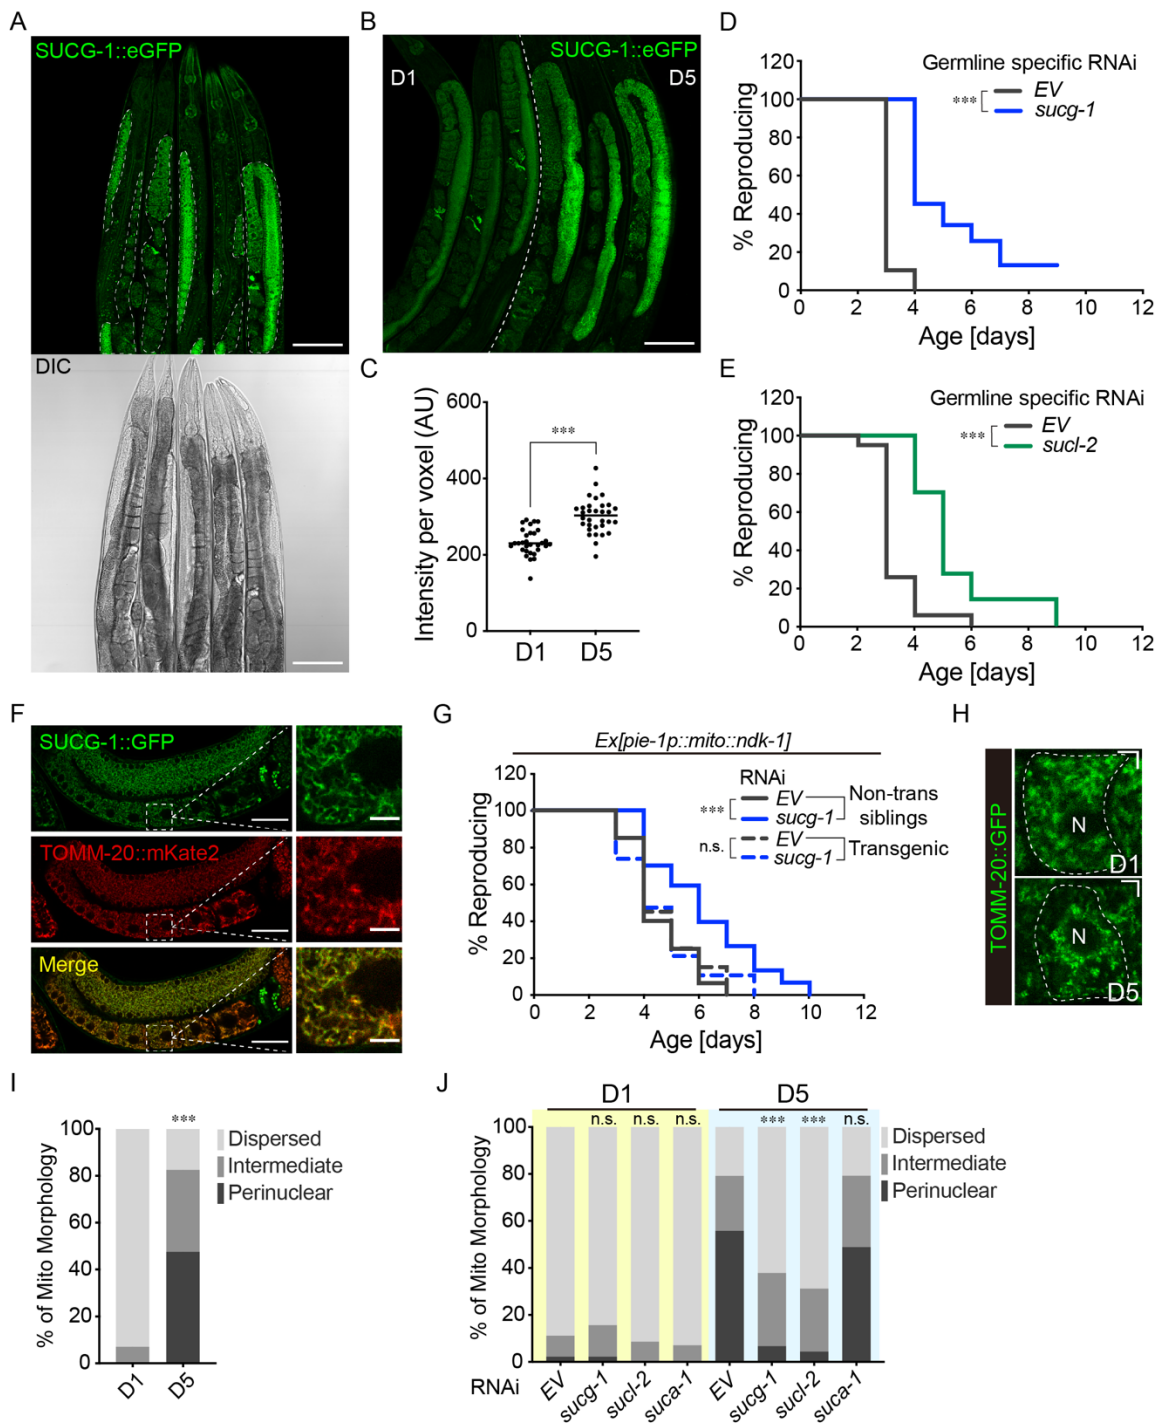 A
SUCG-1::eGFP
DIC
B
SUCG-1::eGFP
D1
D5
C
Intensity per voxel (AU)
600
400
200
0
***
D1
D5
D
Germline specific RNAi
EV
***
sucg-1
% Reproducing
120
100
80
60
40
20
0
0 2 4 6 8 10 12
Age [days]
E
Germline specific RNAi
EV
***
sucl-2
% Reproducing
120
100
80
60
40
20
0
0 2 4 6 8 10 12
Age [days]
F
SUCG-1::GFP
TOMM-20::mKate2
Merge
G
Ex[pie-1p::mito::ndk-1]
RNAi
*** EV Non-trans
sucg-1 siblings
n.s. EV Transgenic
sucg-1
% Reproducing
120
100
80
60
40
20
0
0 2 4 6 8 10 12
Age [days]
H
TOMM-20::GFP
N
D1
N
D5
I
% of Mito Morphology
100
80
60
40
20
0
***
Dispersed
Intermediate
Perinuclear
D1
D5
J
D1 D5
% of Mito Morphology
100
80
60
40
20
0
n.s. n.s. n.s. *** *** n.s.
Dispersed
Intermediate
Perinuclear
RNAi EV sucg-1 sucl-2 suca-1 EV sucg-1 sucl-2 suca-1